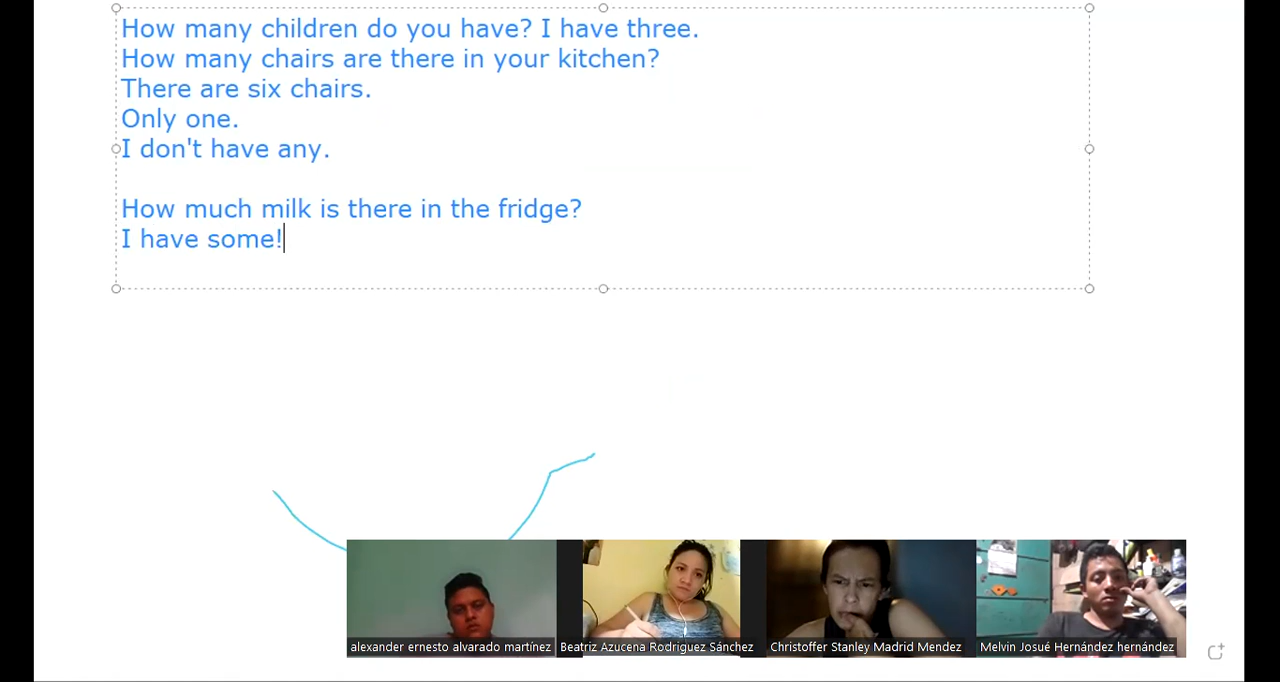 How many children do you have? I have three.
How many chairs are there in your kitchen?
There are six chairs.
Only one.
I don't have any.
How much milk is there in the fridge?
I have some!
alexander ernesto alvarado martínez
Beatriz Azucena Rodriguez Sánchez
Christoffer Stanley Madrid Mendez
Melvin Josué Hernández hernández